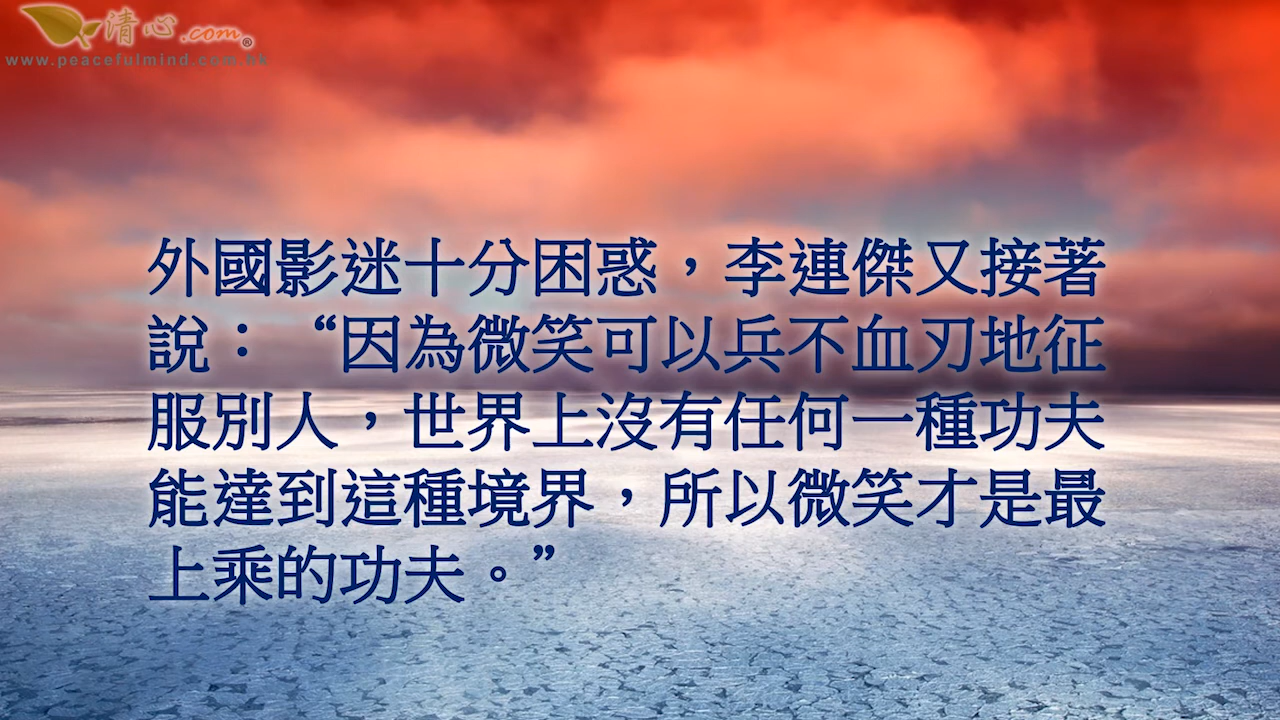 清心.com®
www.peacefulmind.com.hk
外國影迷十分困惑，李連傑又接著
說：“因為微笑可以兵不血刃地征
服別人，世界上沒有任何一種功夫
能達到這種境界，所以微笑才是最
上乘的功夫。”